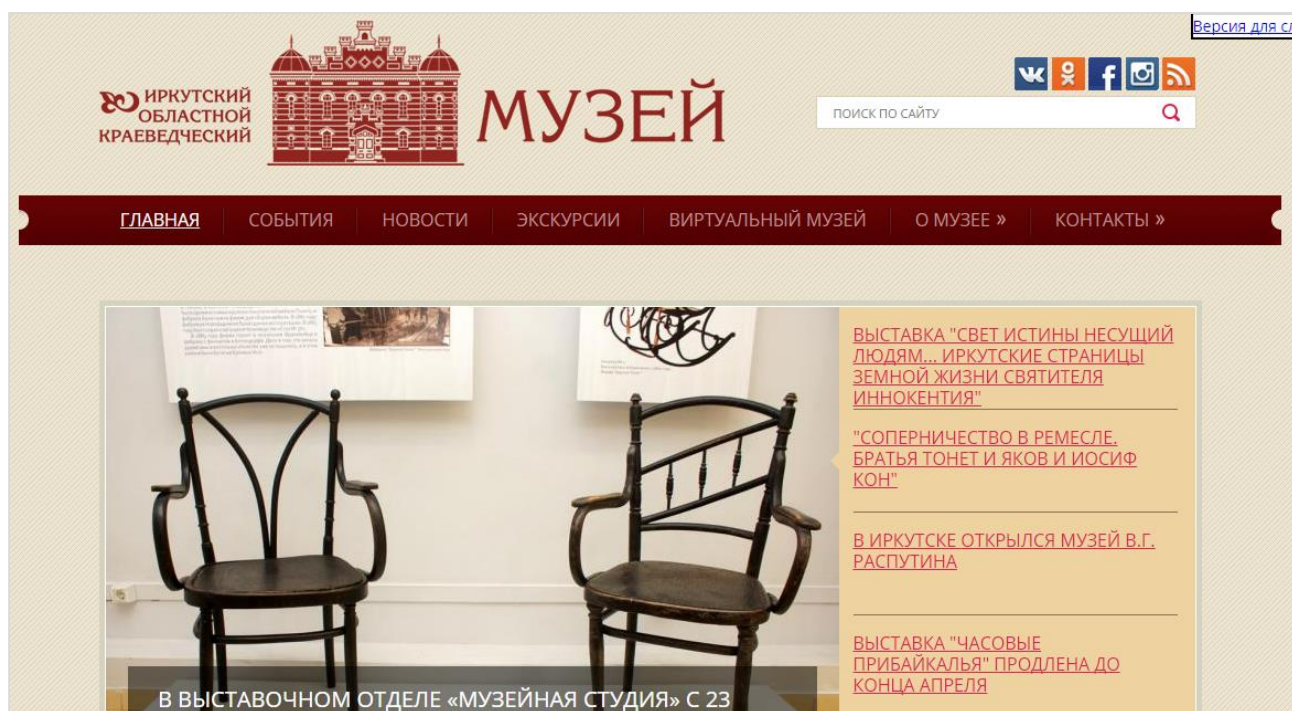 Версия для
ИРКУТСКИЙ
ОБЛАСТНОЙ
КРАЕВЕДЧЕСКИЙ
МУЗЕЙ
ПОИСК ПО САЙТУ
ГЛАВНАЯ СОБЫТИЯ НОВОСТИ ЭКСКУРСИИ ВИРТУАЛЬНЫЙ МУЗЕЙ О МУЗЕЕ » КОНТАКТЫ »
ВЫСТАВКА "СВЕТ ИСТИНЫ НЕСУЩИЙ
ЛЮДЯМ... ИРКУТСКИЕ СТРАНИЦЫ
ЗЕМНОЙ ЖИЗНИ СВЯТИТЕЛЯ
ИННОКЕНТИЯ"
"СОПЕРНИЧЕСТВО В РЕМЕСЛЕ.
БРАТЬЯ ТОНЕТ И ЯКОВ И ИОСИФ
КОН"
В ИРКУТСКЕ ОТКРЫЛСЯ МУЗЕЙ В.Г.
РАСПУТИНА
ВЫСТАВКА "ЧАСОВЫЕ
ПРИБАЙКАЛЬЯ" ПРОДЛЕНА ДО
КОНЦА АПРЕЛЯ
В ВЫСТАВОЧНОМ ОТДЕЛЕ «МУЗЕЙНАЯ СТУДИЯ» С 23